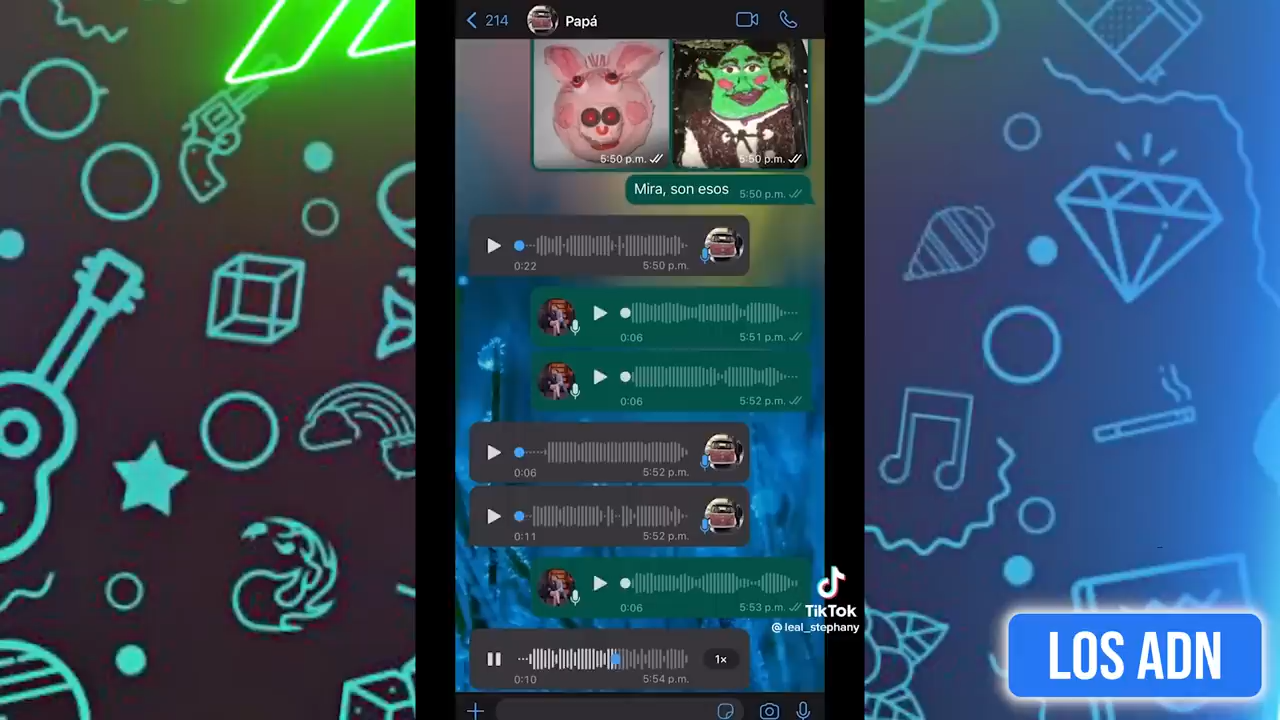 214
Papá
5:50 p.m.
5:50 p.m.
Mira, son esos
5:50 p.m.
0:22
5:50 p.m.
0:06
5:51 p.m.
0:06
5:52 p.m.
0:06
5:52 p.m.
0:11
5:52 p.m.
0:06
5:53 p.m.
TikTok
@leal_stephany
1x
0:10
5:54 p.m.
LOS ADN